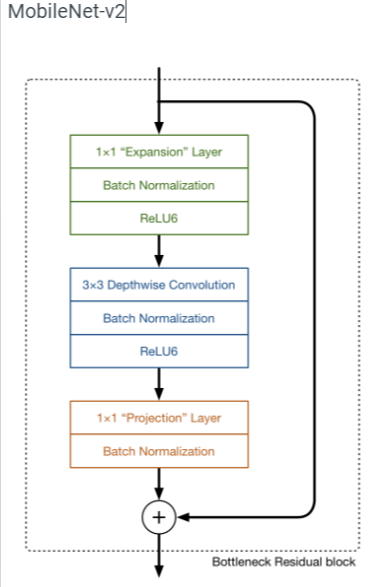 MobileNet-v2
1×1 “Expansion” Layer
Batch Normalization
ReLU6
3×3 Depthwise Convolution
Batch Normalization
ReLU6
1×1 “Projection” Layer
Batch Normalization
+
Bottleneck Residual block